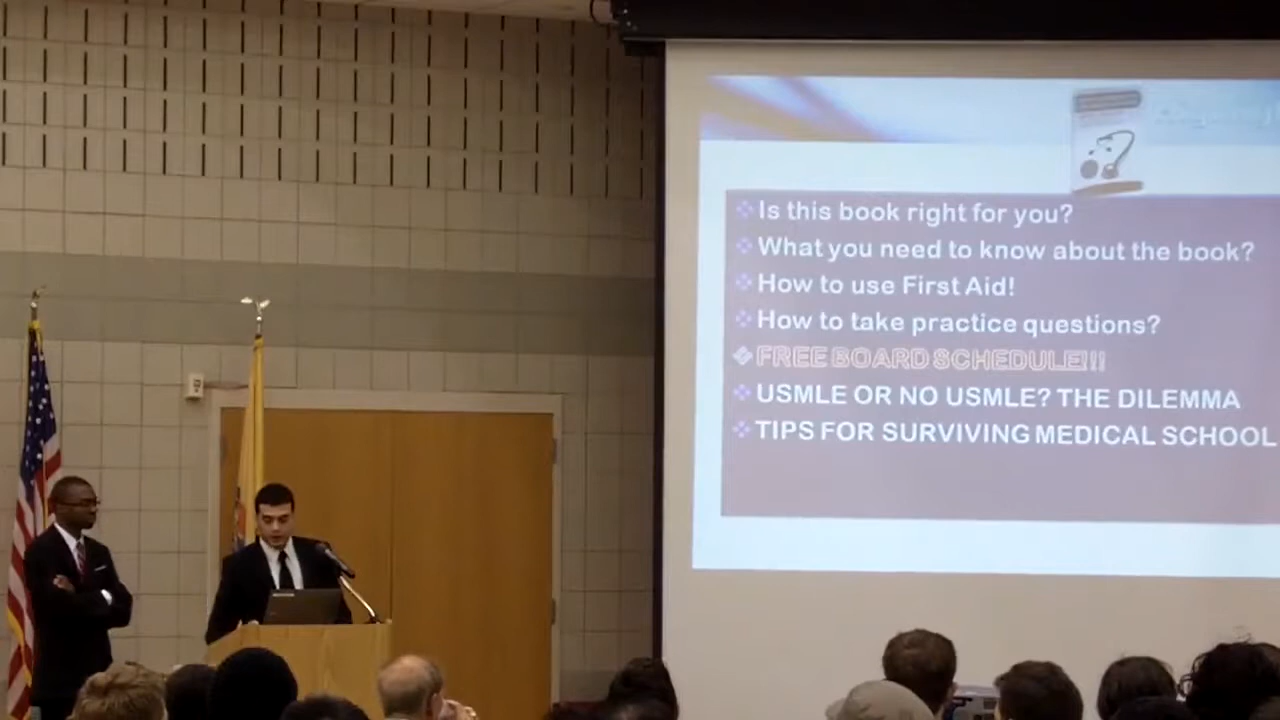 Is this book right for you?
What you need to know about the book?
How to use First Aid!
How to take practice questions?
FREE BOARD SCHEDULE!!!
USMLE OR NO USMLE? THE DILEMMA
TIPS FOR SURVIVING MEDICAL SCHOOL